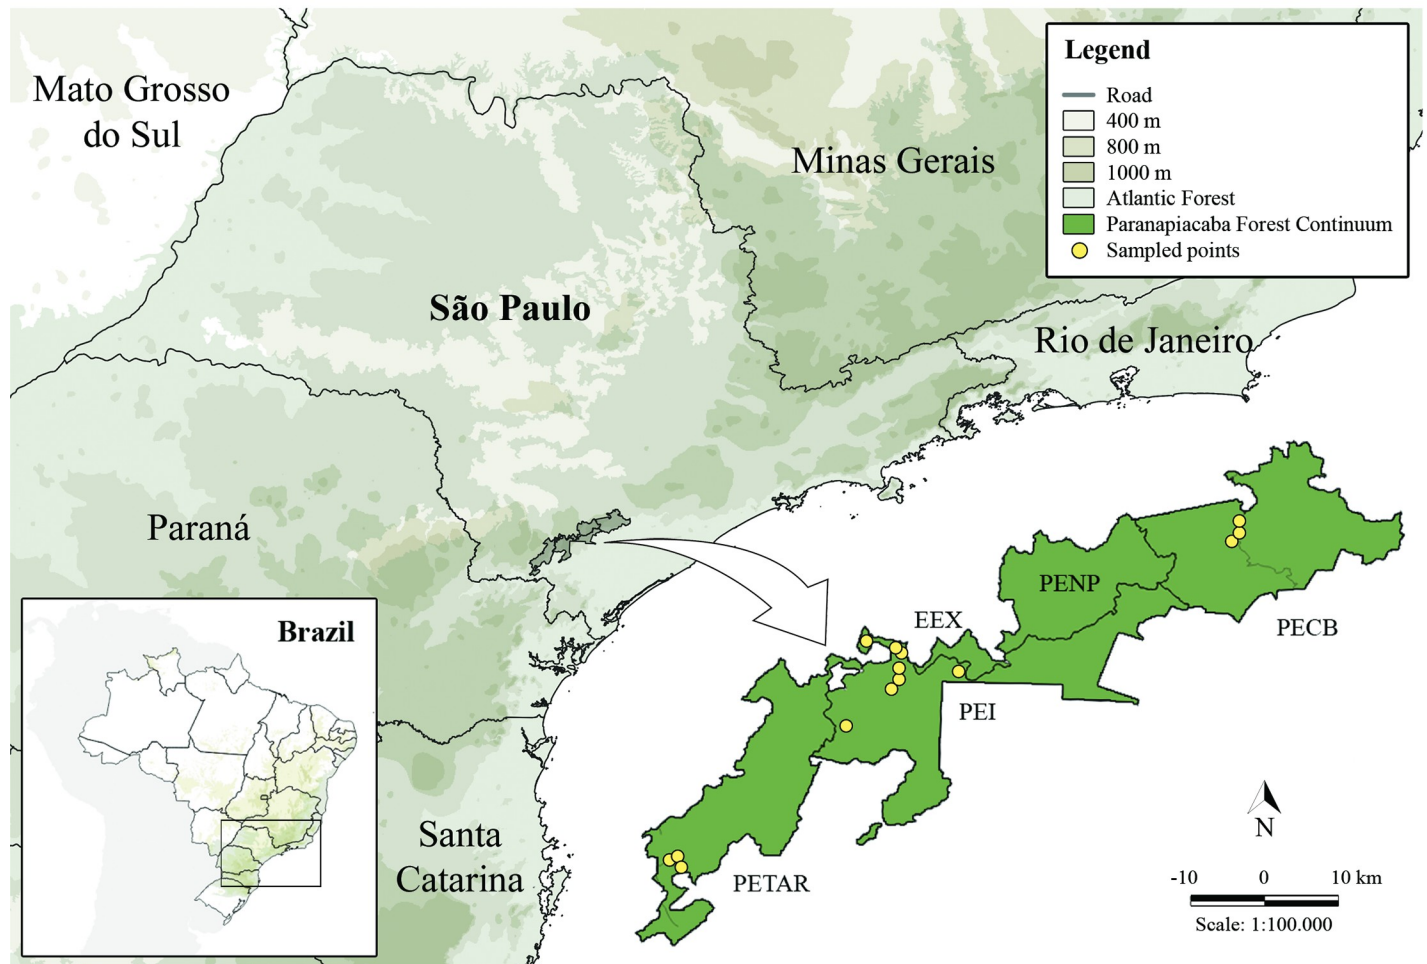 Mato Grosso
do Sul
Minas Gerais
São Paulo
Rio de Janeiro
Paraná
Santa
Catarina
Legend
Road
400 m
800 m
1000 m
Atlantic Forest
Paranapiacaba Forest Continuum
Sampled points
Brazil
PENP
EEX
PECB
PEI
PETAR
N
-10 0 10 km
Scale: 1:100.000